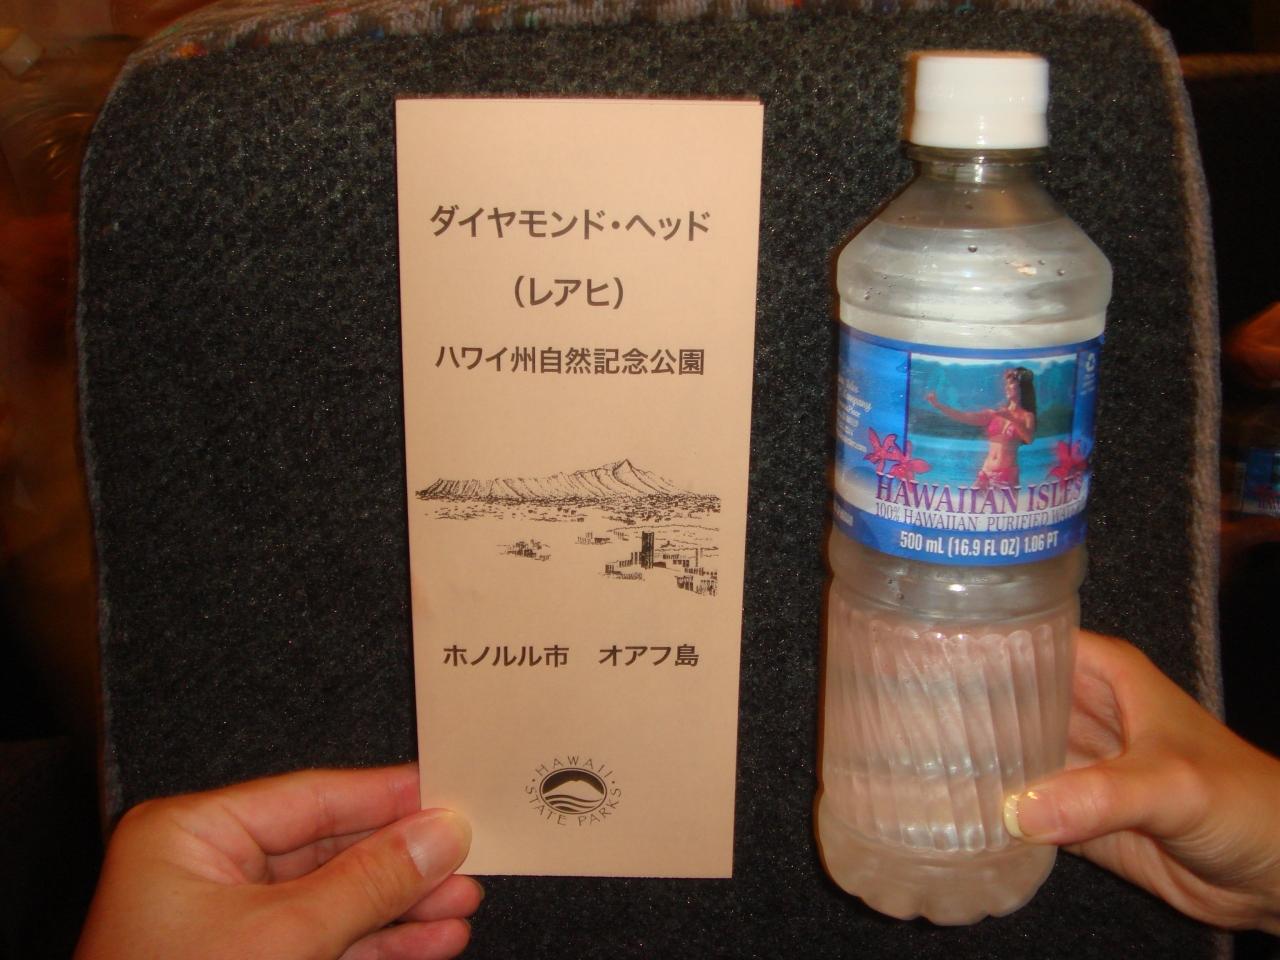 ダイヤモンド・ヘッド
(レアヒ)
ハワイ州自然記念公園
ホノルル市 オアフ島
・HAWAII・
STATE PARKS
HAWAIIAN ISLES
100% HAWAIIAN PURIFIED
500 mL (16.9 FL OZ) 1.06 PT